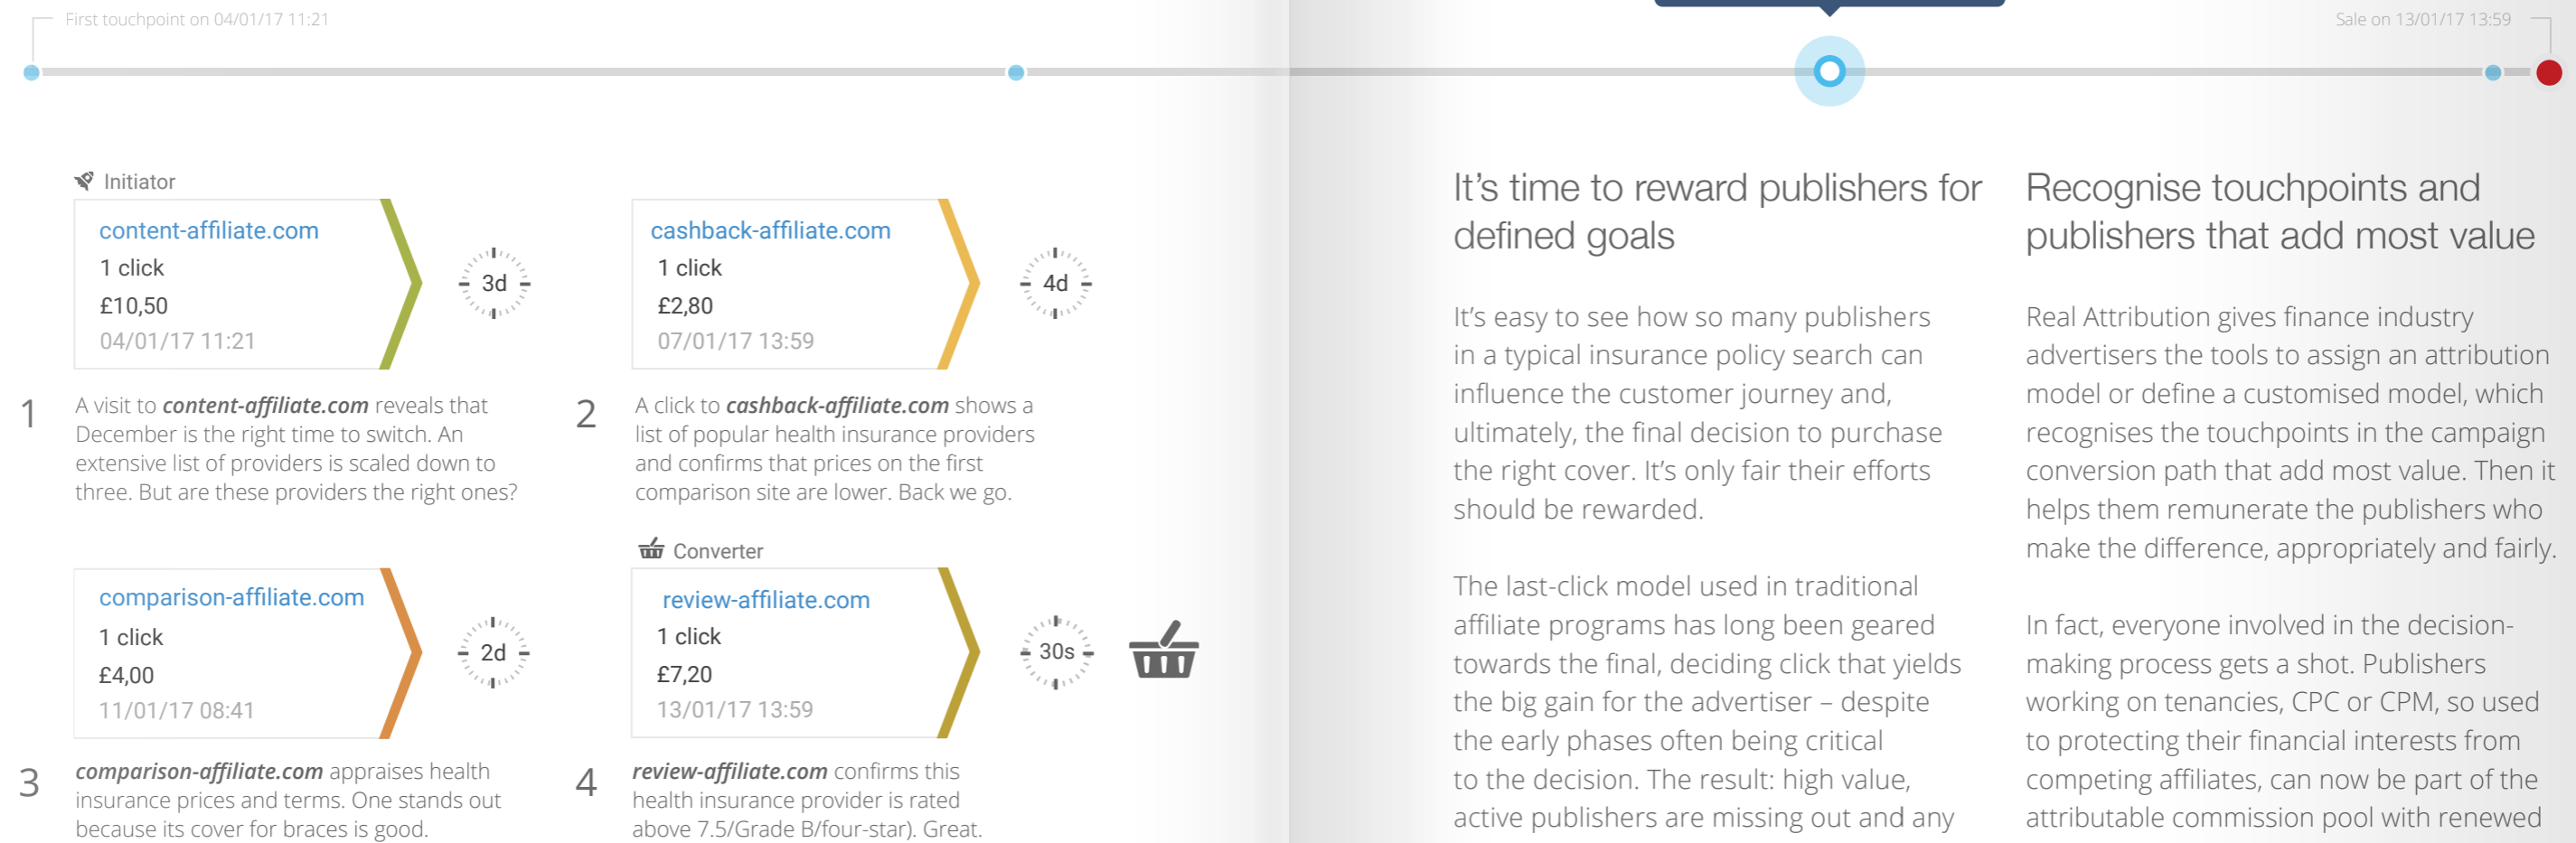 First touchpoint on 04/01/17 11:21
Sale on 13/01/17 13:59
Initiator
content-affiliate.com
1 click
£10,50
04/01/17 11:21
3d
1
A visit to content-affiliate.com reveals that
December is the right time to switch. An
extensive list of providers is scaled down to
three. But are these providers the right ones?
cashback-affiliate.com
1 click
£2,80
07/01/17 13:59
4d
2
A click to cashback-affiliate.com shows a
list of popular health insurance providers
and confirms that prices on the first
comparison site are lower. Back we go.
comparison-affiliate.com
1 click
£4,00
11/01/17 08:41
2d
3
comparison-affiliate.com appraises health
insurance prices and terms. One stands out
because its cover for braces is good.
Converter
review-affiliate.com
1 click
£7,20
13/01/17 13:59
30s
4
review-affiliate.com confirms this
health insurance provider is rated
above 7.5/Grade B/four-star). Great.
It's time to reward publishers for
defined goals
It's easy to see how so many publishers
in a typical insurance policy search can
influence the customer journey and,
ultimately, the final decision to purchase
the right cover. It's only fair their efforts
should be rewarded.
The last-click model used in traditional
affiliate programs has long been geared
towards the final, deciding click that yields
the big gain for the advertiser – despite
the early phases often being critical
to the decision. The result: high value,
active publishers are missing out and any
Recognise touchpoints and
publishers that add most value
Real Attribution gives finance industry
advertisers the tools to assign an attribution
model or define a customised model, which
recognises the touchpoints in the campaign
conversion path that add most value. Then it
helps them remunerate the publishers who
make the difference, appropriately and fairly.
In fact, everyone involved in the decision-
making process gets a shot. Publishers
working on tenancies, CPC or CPM, so used
to protecting their financial interests from
competing affiliates, can now be part of the
attributable commission pool with renewed